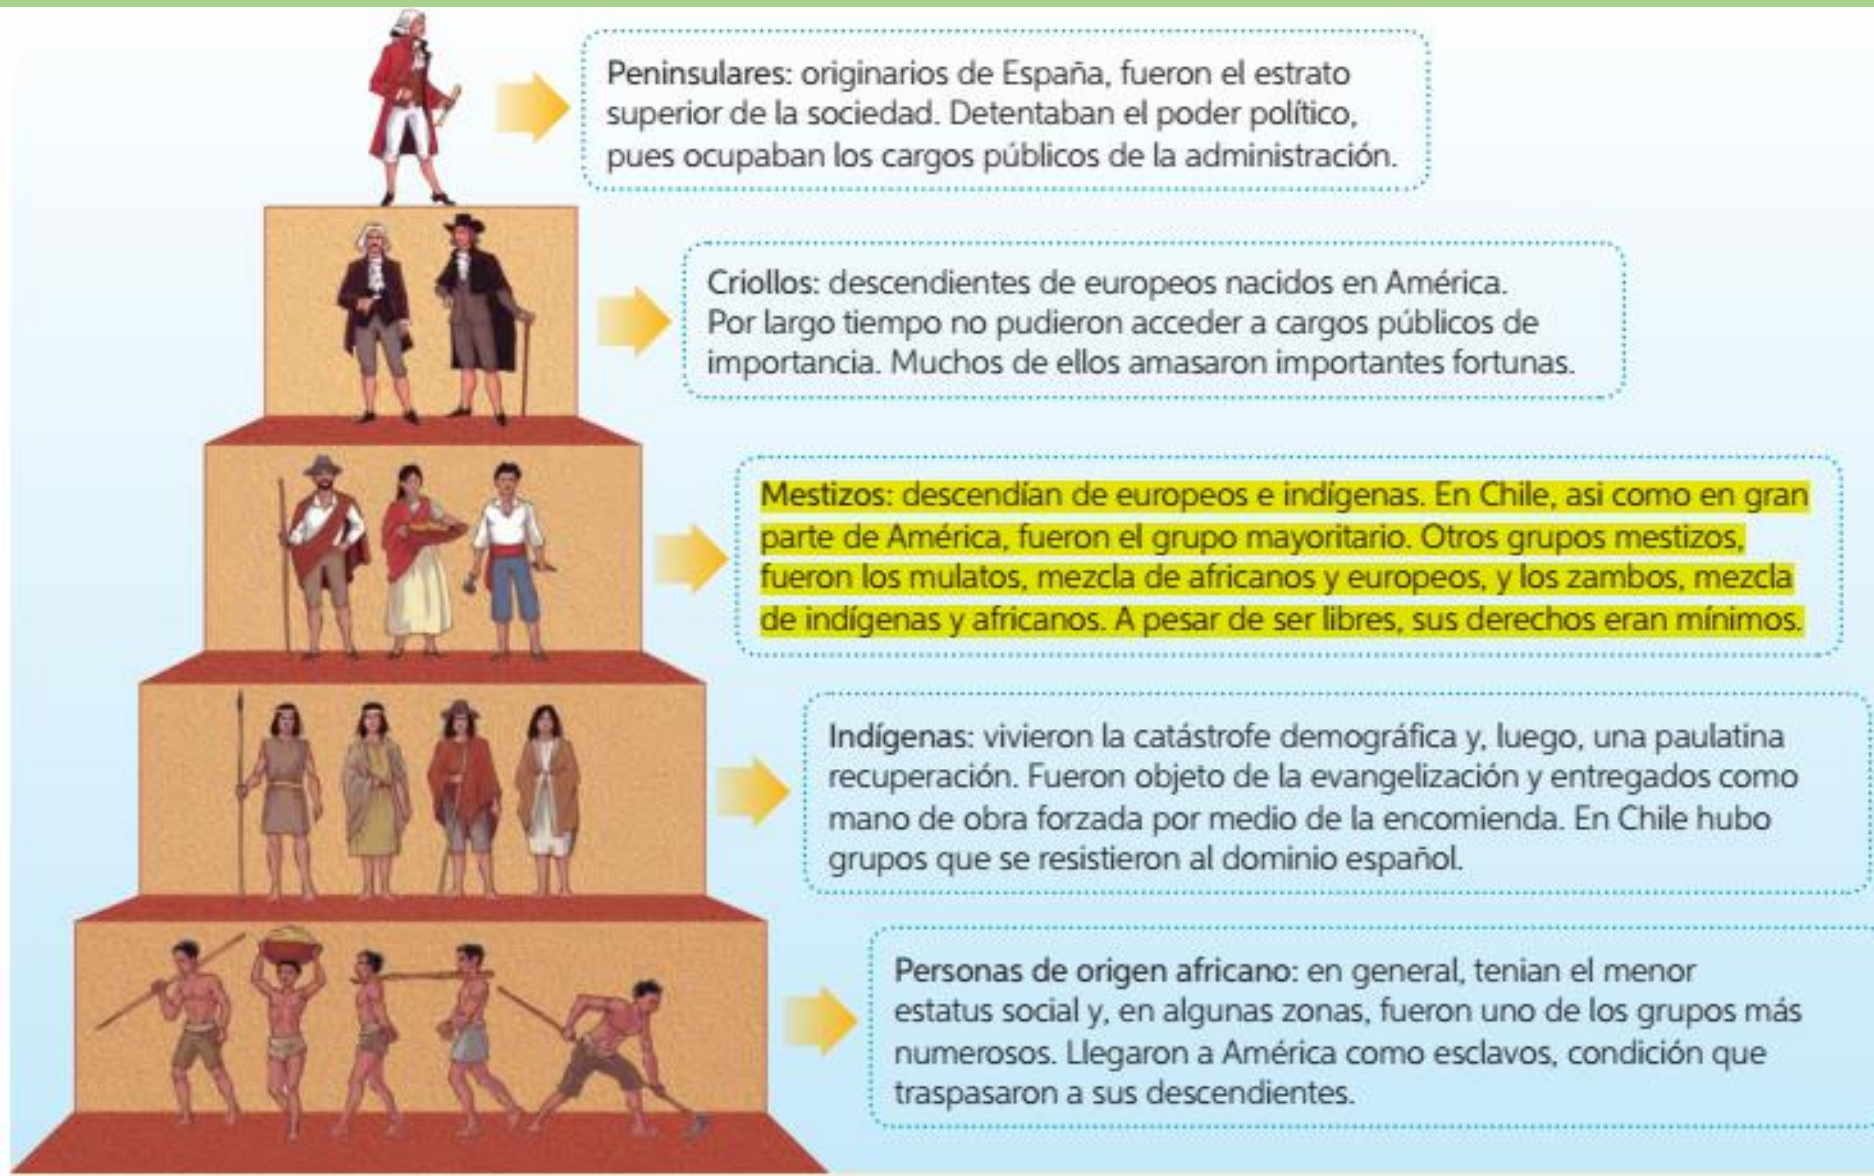 Peninsulares: originarios de España, fueron el estrato
superior de la sociedad. Detentaban el poder político,
pues ocupaban los cargos públicos de la administración.
Criollos: descendientes de europeos nacidos en América.
Por largo tiempo no pudieron acceder a cargos públicos de
importancia. Muchos de ellos amasaron importantes fortunas.
Mestizos: descendían de europeos e indígenas. En Chile, asi como en gran
parte de América, fueron el grupo mayoritario. Otros grupos mestizos,
fueron los mulatos, mezcla de africanos y europeos, y los zambos, mezcla
de indígenas y africanos. A pesar de ser libres, sus derechos eran mínimos.
Indígenas: vivieron la catástrofe demográfica y, luego, una paulatina
recuperación. Fueron objeto de la evangelización y entregados como
mano de obra forzada por medio de la encomienda. En Chile hubo
grupos que se resistieron al dominio español.
Personas de origen africano: en general, tenian el menor
estatus social y, en algunas zonas, fueron uno de los grupos más
numerosos. Llegaron a América como esclavos, condición que
traspasaron a sus descendientes.